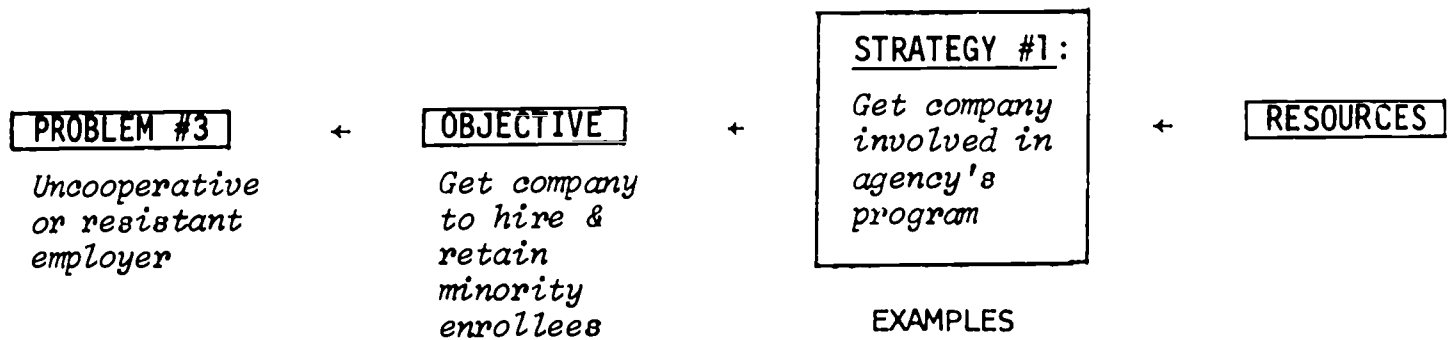 PROBLEM #3
Uncooperative
or resistant
employer
←
OBJECTIVE
Get company
to hire &
retain
minority
enrollees
←
STRATEGY #1:
Get company
involved in
agency's
program
EXAMPLES
←
RESOURCES